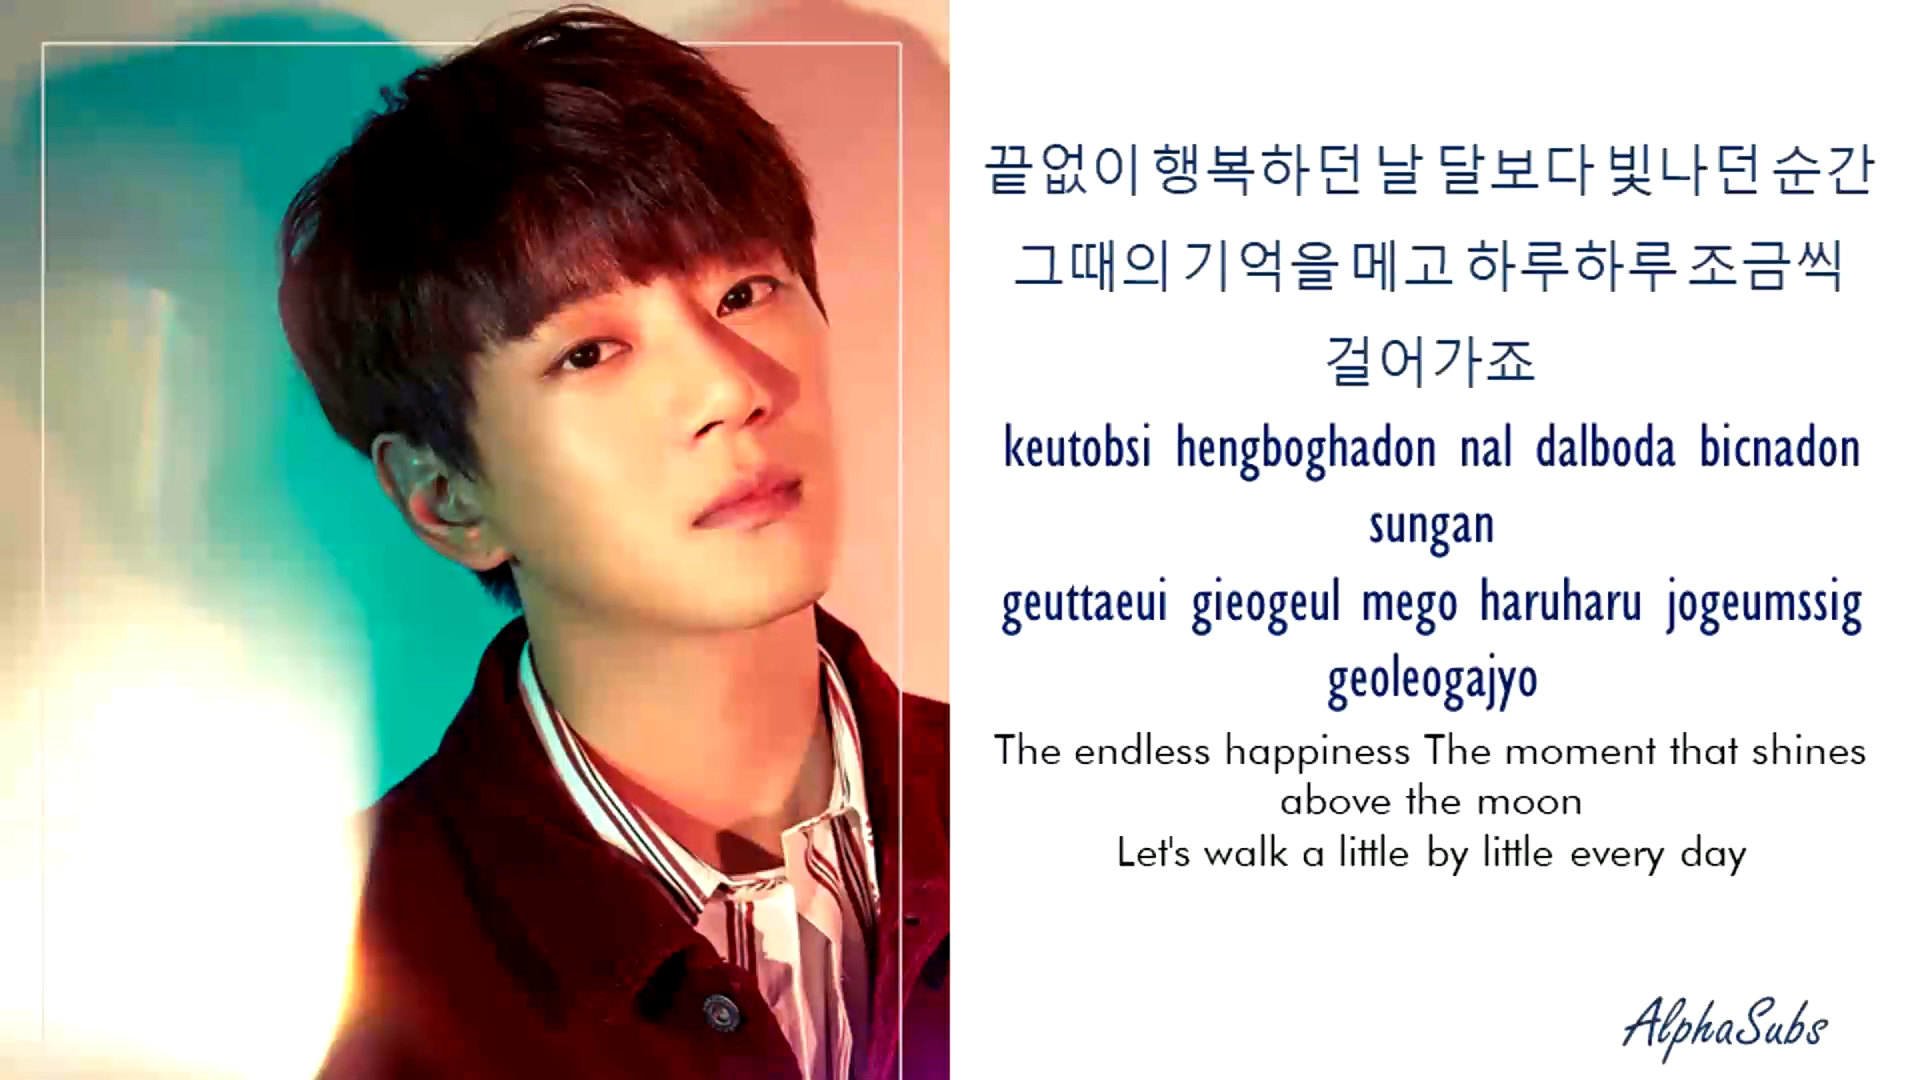 끝없이 행복하던 날 달보다 빛나던 순간
그때의 기억을 메고 하루하루 조금씩
걸어가죠
keutobsi hengboghadon nal dalboda bicnadon
sungan
geuttaeui gieogeul mego haruharu jogeumssig
geoleogajyo
The endless happiness The moment that shines
above the moon
Let's walk a little by little every day
AlphaSubs